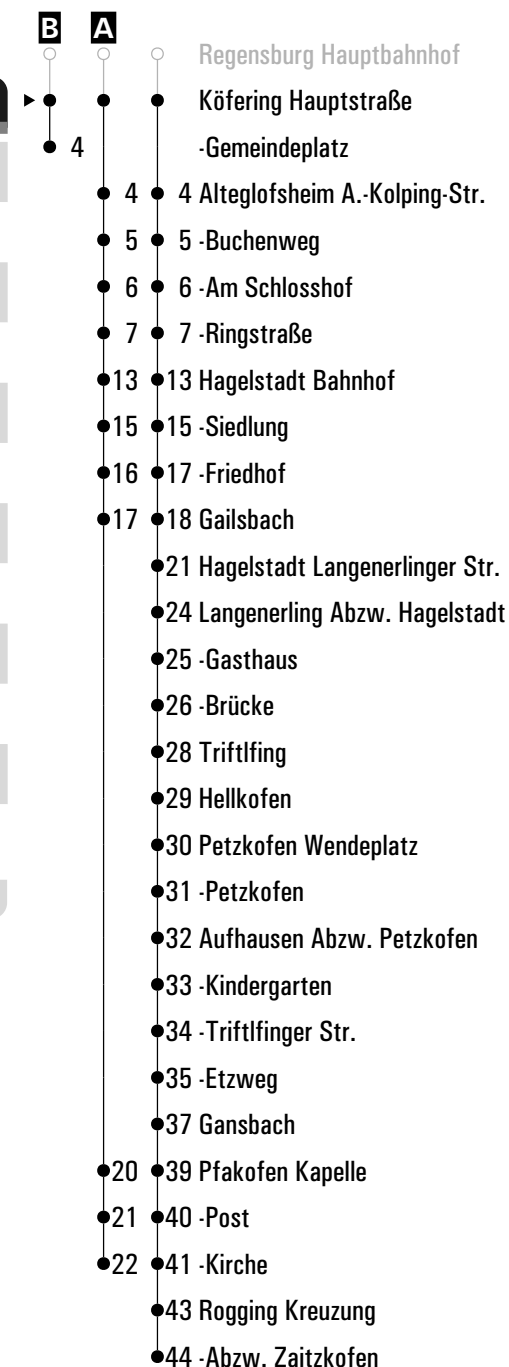 B A
Regensburg Hauptbahnhof
Köfering Hauptstraße
4 -Gemeindeplatz
4 4 Alteglofsheim A.-Kolping-Str.
5 5 -Buchenweg
6 6 -Am Schlosshof
7 7 -Ringstraße
13 13 Hagelstadt Bahnhof
15 15 -Siedlung
16 17 -Friedhof
17 18 Gailsbach
21 Hagelstadt Langenerlinger Str.
24 Langenerling Abzw. Hagelstadt
25 -Gasthaus
26 -Brücke
28 Triftlfing
29 Hellkofen
30 Petzkofen Wendeplatz
31 -Petzkofen
32 Aufhausen Abzw. Petzkofen
33 -Kindergarten
34 -Triftlfinger Str.
35 -Etzweg
37 Gansbach
20 39 Pfakofen Kapelle
21 40 -Post
22 41 -Kirche
43 Rogging Kreuzung
44 -Abzw. Zaitzkofen